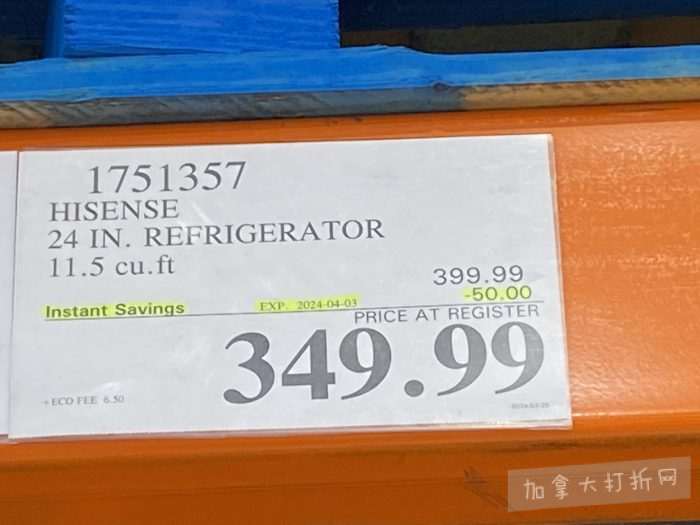 1751357
HISENSE
24 IN. REFRIGERATOR
11.5 cu.ft
399.99
Instant Savings EXP. 2024-04-03 -50.00
PRICE AT REGISTER
349.99
+ECO FEE 6.50
加拿大打折网